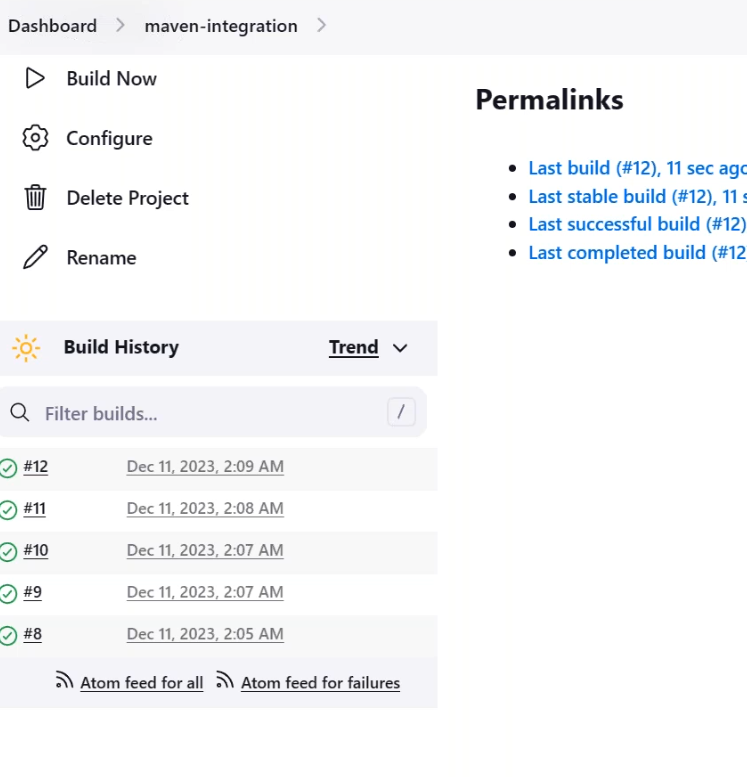 Dashboard > maven-integration >
Build Now
Configure
Delete Project
Rename
Permalinks
Last build (#12), 11 sec ago
Last stable build (#12), 11 s
Last successful build (#12)
Last completed build (#12
Build History Trend
Filter builds... /
#12 Dec 11, 2023, 2:09 AM
#11 Dec 11, 2023, 2:08 AM
#10 Dec 11, 2023, 2:07 AM
#9 Dec 11, 2023, 2:07 AM
#8 Dec 11, 2023, 2:05 AM
Atom feed for all Atom feed for failures